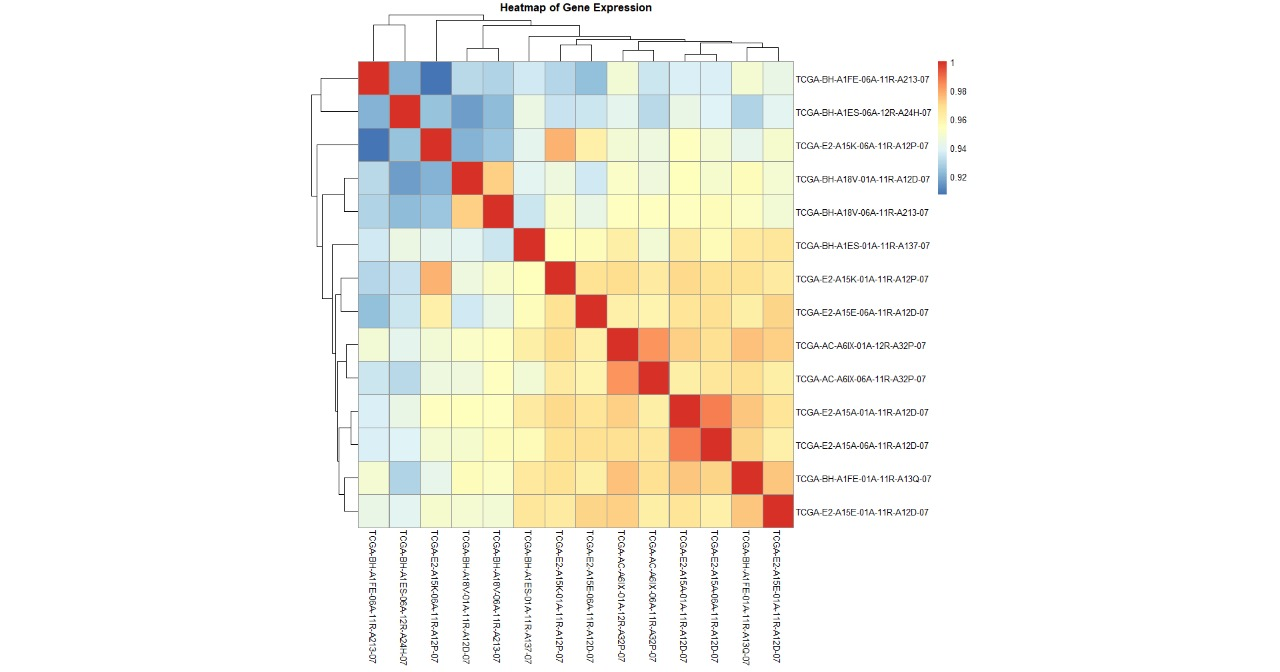 Heatmap of Gene Expression
1
0.98
0.96
0.94
0.92
TCGA-BH-A1FE-06A-11R-A213-07
TCGA-BH-A1ES-06A-12R-A24H-07
TCGA-E2-A15K-06A-11R-A12P-07
TCGA-BH-A18V-01A-11R-A12D-07
TCGA-BH-A18V-06A-11R-A213-07
TCGA-BH-A1ES-01A-11R-A137-07
TCGA-E2-A15K-01A-11R-A12P-07
TCGA-E2-A15E-06A-11R-A12D-07
TCGA-AC-A6IX-01A-12R-A32P-07
TCGA-AC-A6IX-06A-11R-A32P-07
TCGA-E2-A15A-01A-11R-A12D-07
TCGA-E2-A15A-06A-11R-A12D-07
TCGA-BH-A1FE-01A-11R-A13Q-07
TCGA-E2-A15E-01A-11R-A12D-07
TCGA-BH-A1FE-06A-11R-A213-07
TCGA-BH-A1ES-06A-12R-A24H-07
TCGA-E2-A15K-06A-11R-A12P-07
TCGA-BH-A18V-01A-11R-A12D-07
TCGA-BH-A18V-06A-11R-A213-07
TCGA-BH-A1ES-01A-11R-A137-07
TCGA-E2-A15K-01A-11R-A12P-07
TCGA-E2-A15E-06A-11R-A12D-07
TCGA-AC-A6IX-01A-12R-A32P-07
TCGA-AC-A6IX-06A-11R-A32P-07
TCGA-E2-A15A-01A-11R-A12D-07
TCGA-E2-A15A-06A-11R-A12D-07
TCGA-BH-A1FE-01A-11R-A13Q-07
TCGA-E2-A15E-01A-11R-A12D-07